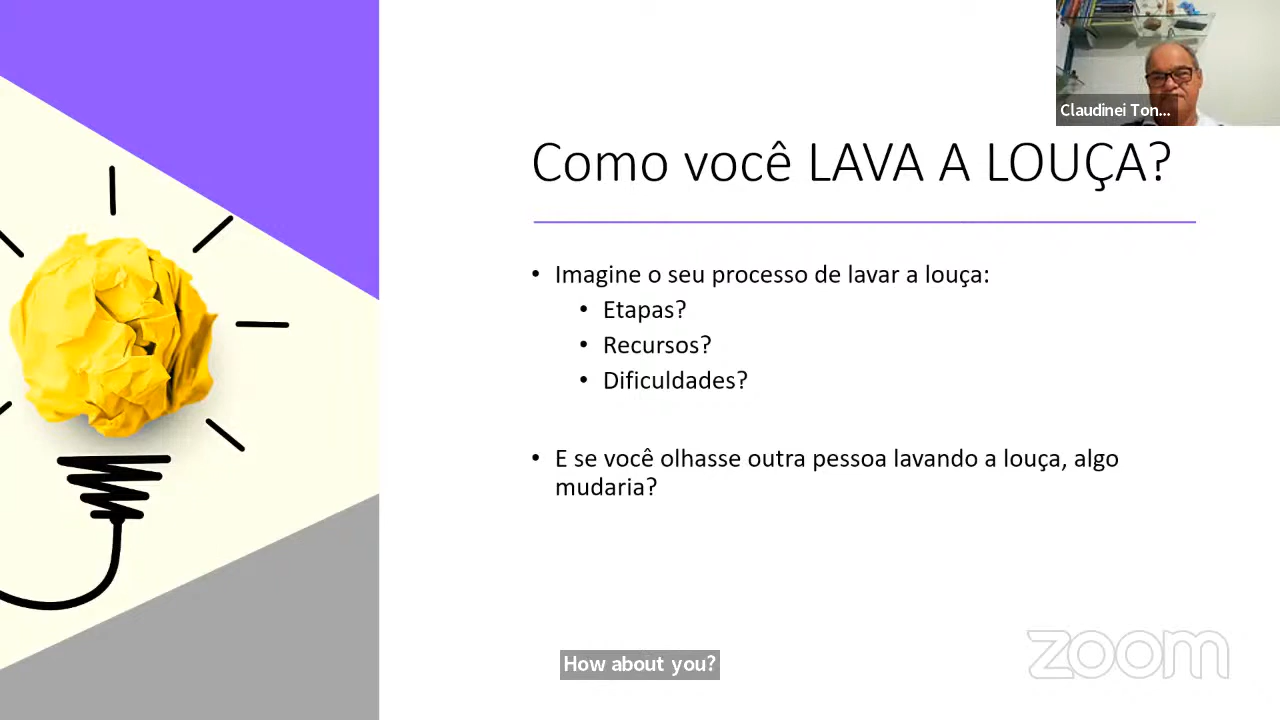 Claudinei Ton...
Como você LAVA A LOUÇA?
• Imagine o seu processo de lavar a louça:
• Etapas?
• Recursos?
• Dificuldades?
• E se você olhasse outra pessoa lavando a louça, algo
mudaria?
How about you?
zoom